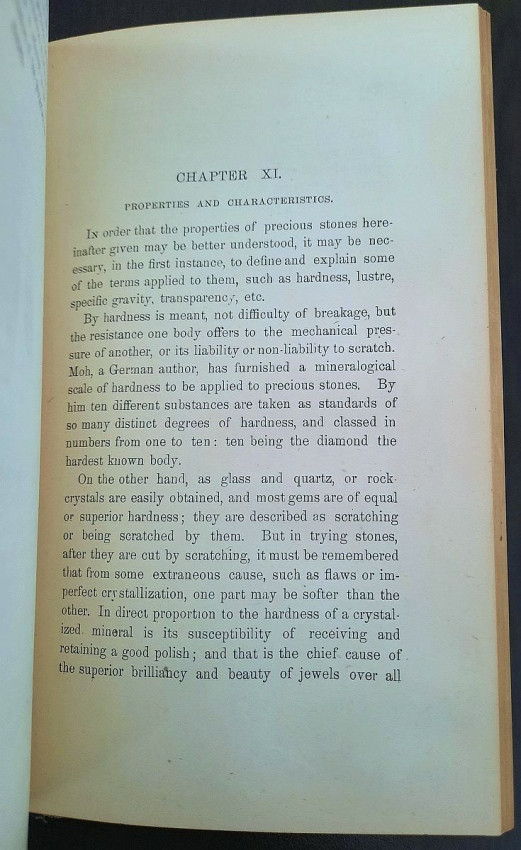 CHAPTER XI.
PROPERTIES AND CHARACTERISTICS.
In order that the properties of precious stones here-
inafter given may be better understood, it may be nec-
essary, in the first instance, to define and explain some
of the terms applied to them, such as hardness, lustre,
specific gravity, transparency, etc.
By hardness is meant, not difficulty of breakage, but
the resistance one body offers to the mechanical pres-
sure of another, or its liability or non-liability to scratch.
Moh, a German author, has furnished a mineralogical
scale of hardness to be applied to precious stones. By
him ten different substances are taken as standards of
so many distinct degrees of hardness, and classed in
numbers from one to ten: ten being the diamond the
hardest known body.
On the other hand, as glass and quartz, or rock-
crystals are easily obtained, and most gems are of equal
or superior hardness; they are described as scratching
or being scratched by them. But in trying stones,
after they are cut by scratching, it must be remembered
that from some extraneous cause, such as flaws or im-
perfect crystallization, one part may be softer than the
other. In direct proportion to the hardness of a crystal-
ized mineral is its susceptibility of receiving and
retaining a good polish; and that is the chief cause of
the superior brilliancy and beauty of jewels over all